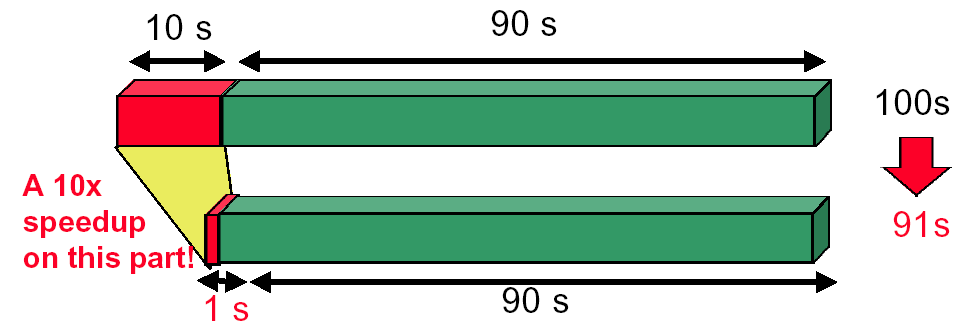 10 s
90 s
100s
A 10x
speedup
on this part!
91s
1 s
90 s